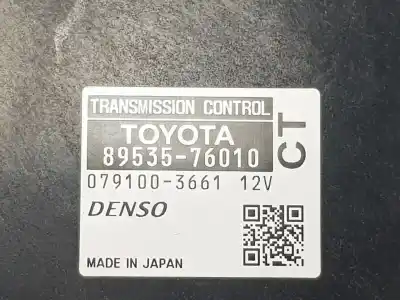 TRANSMISSION CONTROL
TOYOTA
89535-76010
CT
079100-3661 12V
DENSO
MADE IN JAPAN